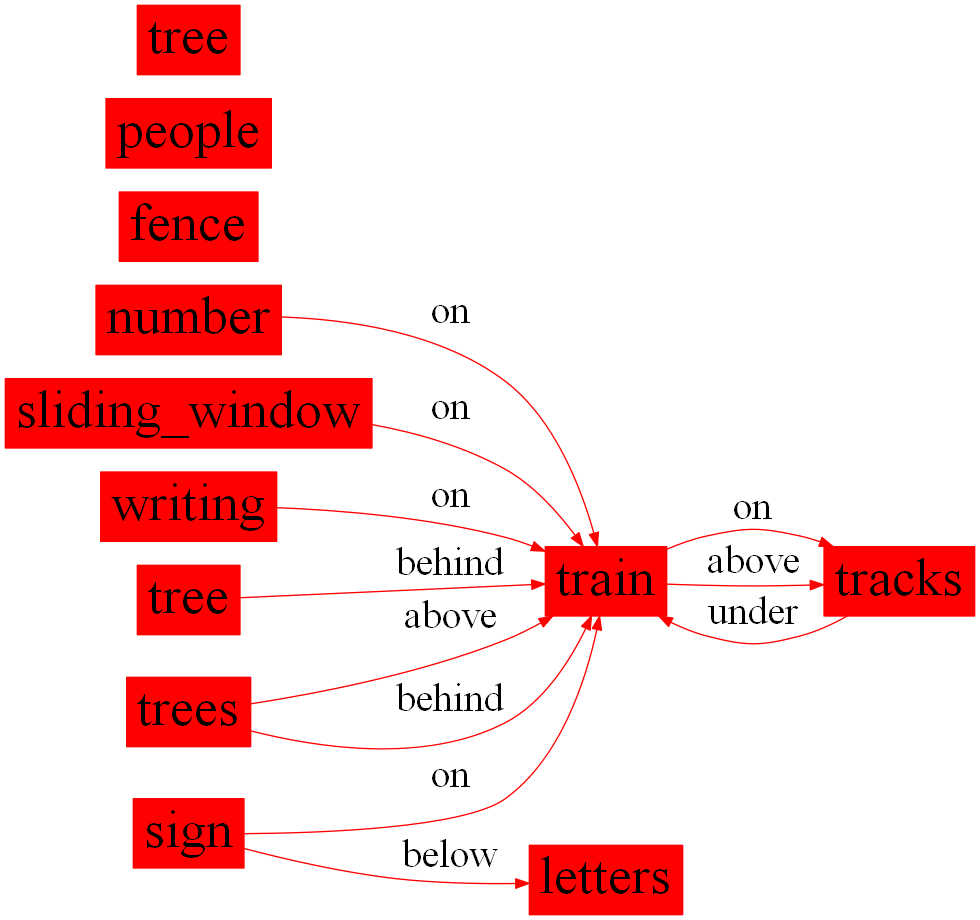 tree
people
fence
number
on
sliding_window
on
writing
on
tree
behind
trees
above
behind
sign
on
below
letters
train
on
above
under
tracks